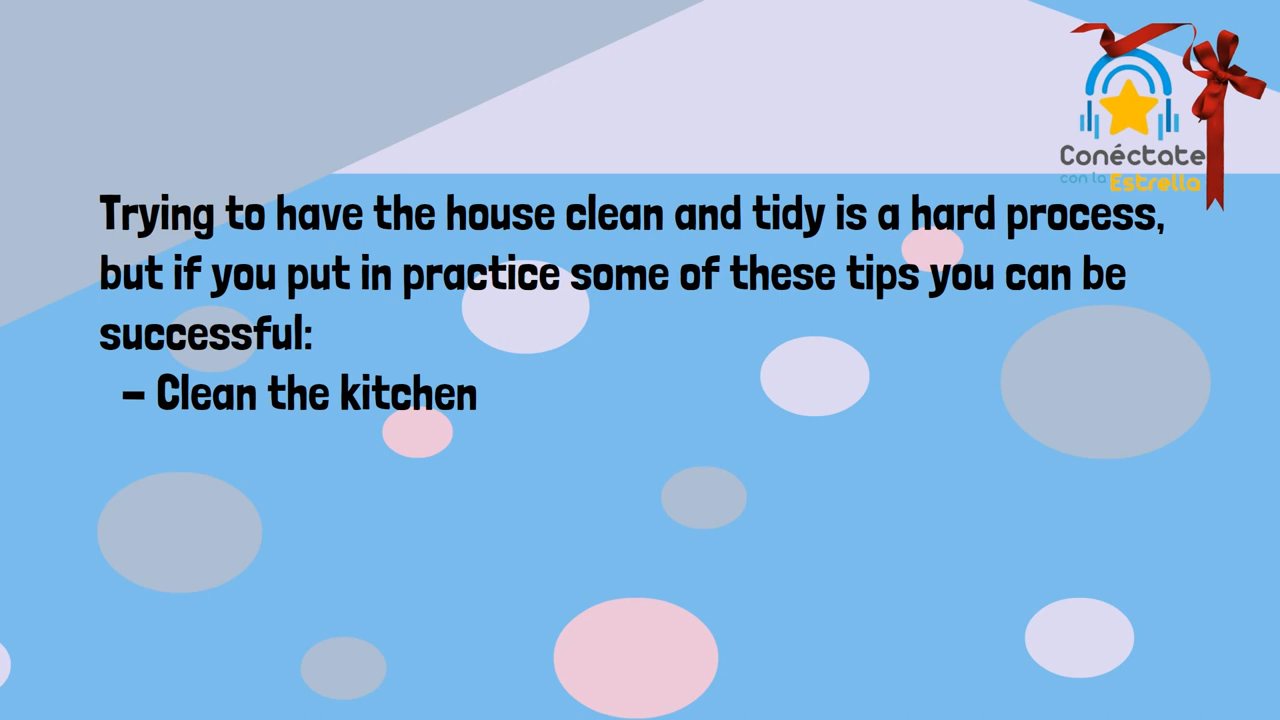 Conéctate
con la Estrella
Trying to have the house clean and tidy is a hard process,
but if you put in practice some of these tips you can be
successful:
– Clean the kitchen